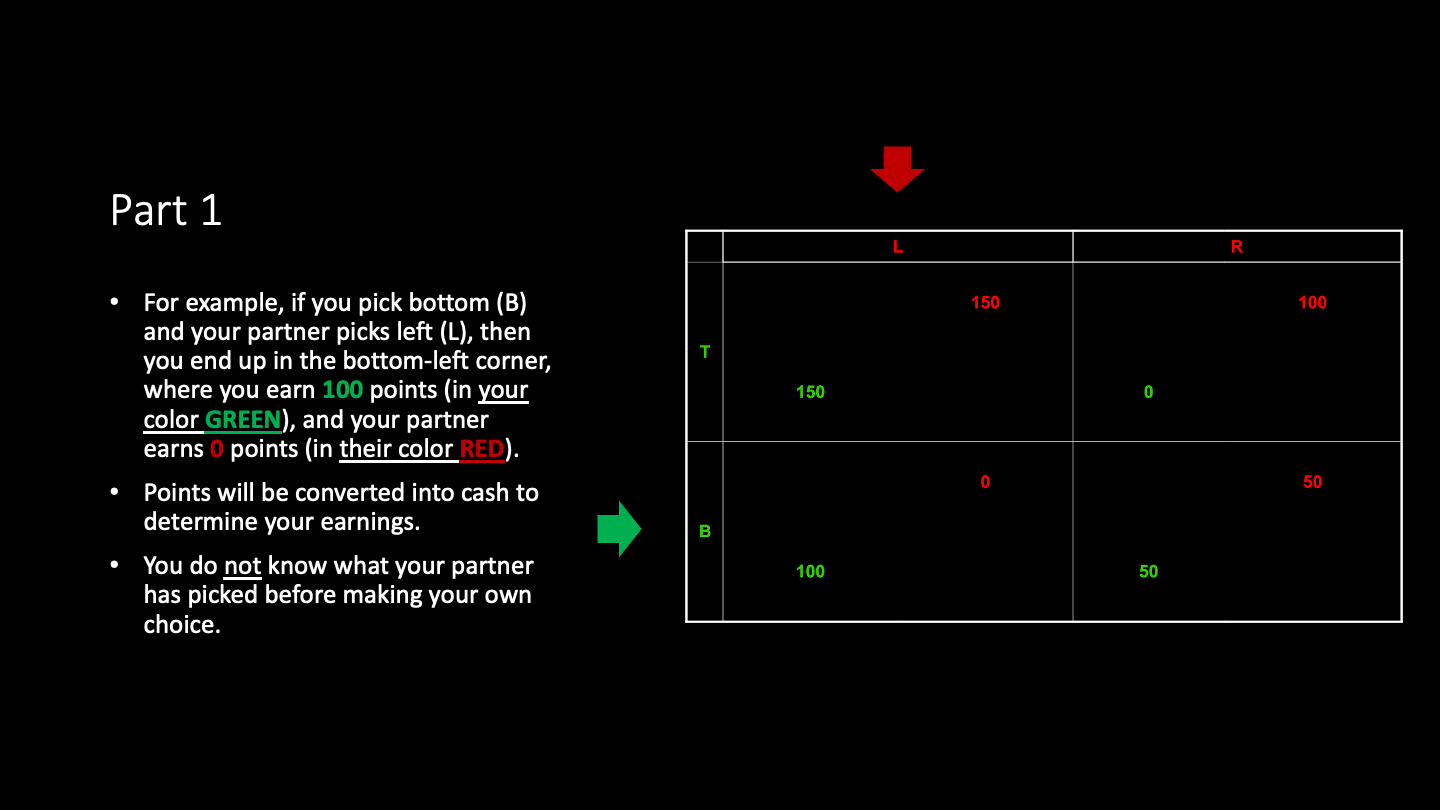 Part 1
• For example, if you pick bottom (B)
and your partner picks left (L), then
you end up in the bottom-left corner,
where you earn 100 points (in your
color GREEN), and your partner
earns 0 points (in their color RED).
• Points will be converted into cash to
determine your earnings.
• You do not know what your partner
has picked before making your own
choice.
L R
150 100
T
150 0
0 50
B
100 50